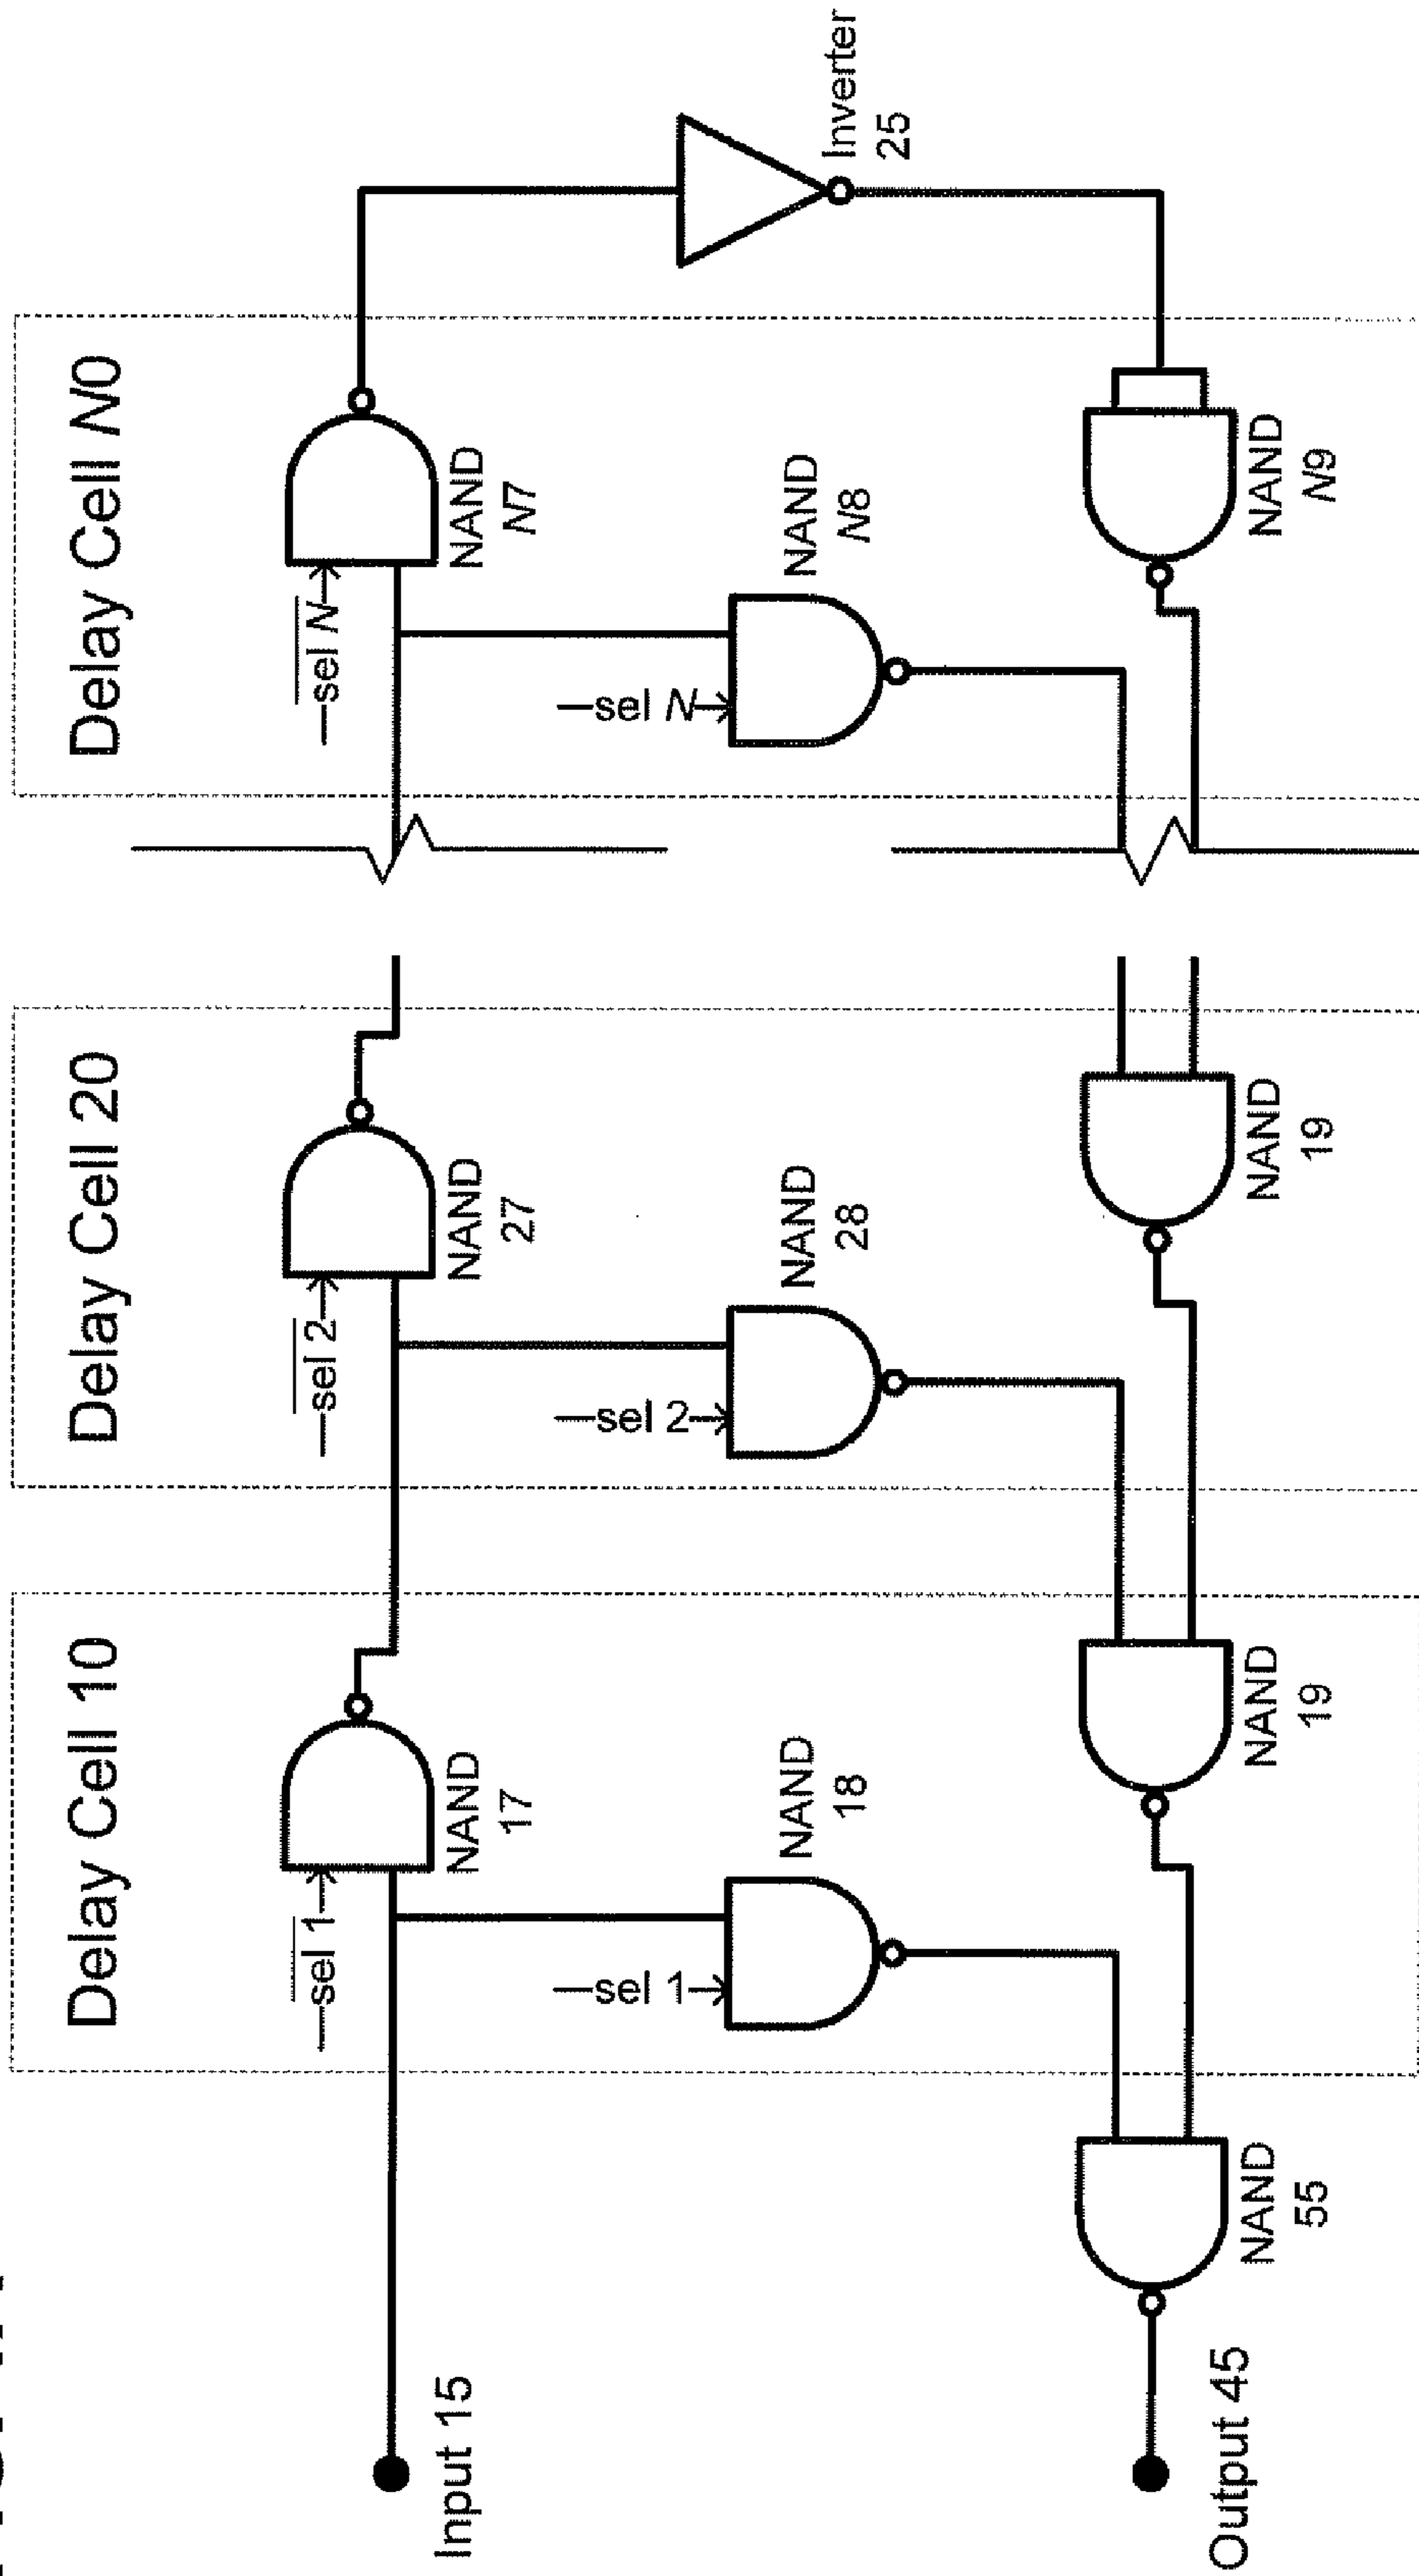 Delay Cell 10
Delay Cell 20
Delay Cell N0
sel 1
NAND
17
sel 1
NAND
18
NAND
19
sel 2
NAND
27
sel 2
NAND
28
NAND
19
sel N
NAND
N7
sel N
NAND
N8
NAND
N9
Inverter
25
Input 15
NAND
55
Output 45